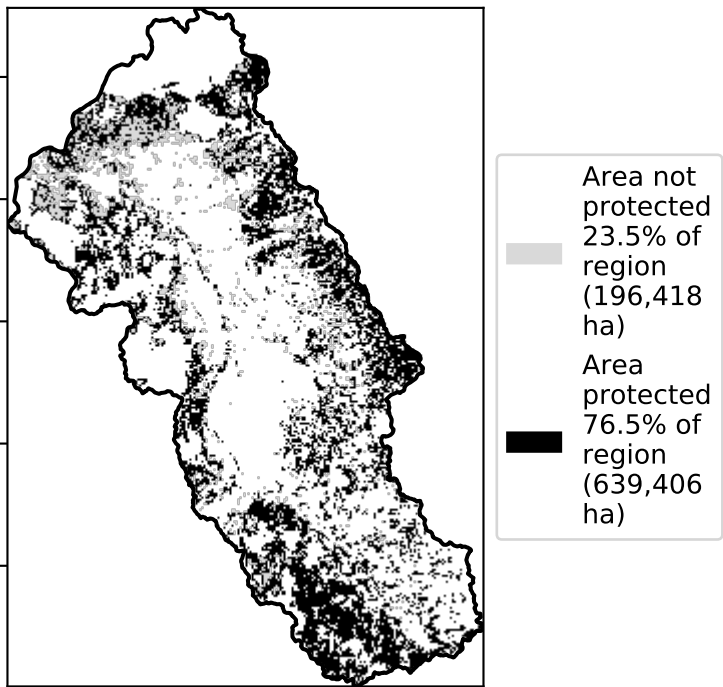 Area not
protected
23.5% of
region
(196,418
ha)
Area
protected
76.5% of
region
(639,406
ha)